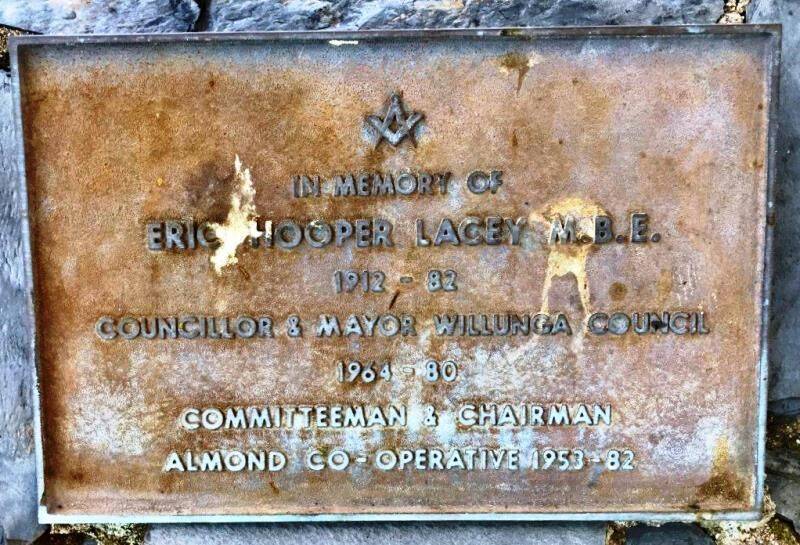 IN MEMORY OF
ERIC HOOPER LACEY M.B.E.
1912 - 82
COUNCILLOR & MAYOR WILLUNGA COUNCIL
1964 - 80
COMMITTEEMAN & CHAIRMAN
ALMOND CO-OPERATIVE 1953-82